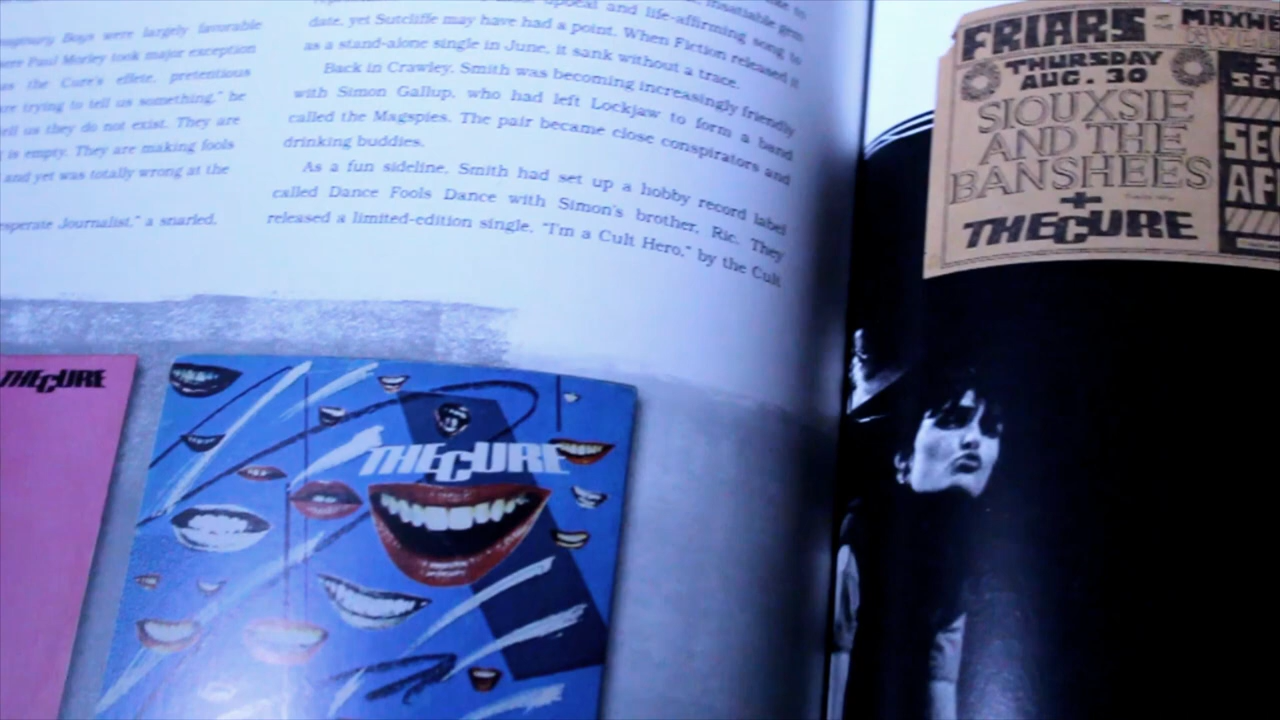 Boys were largely favorable
Paul Morley took major exception
as the Cure's effete, pretentious
are trying to tell us something," he
tell us they do not exist. They are
is empty. They are making fools
and yet was totally wrong at the
Journalist," a snarled,
and life-affirming song to
date, yet Sutcliffe may have had a point. When Fiction released it
as a stand-alone single in June, it sank without a trace.
Back in Crawley, Smith was becoming increasingly friendly
with Simon Gallup, who had left Lockjaw to form a band
called the Magspies. The pair became close conspirators and
drinking buddies.
As a fun sideline, Smith had set up a hobby record label
called Dance Fools Dance with Simon's brother, Ric. They
released a limited-edition single, "I'm a Cult Hero," by the Cult
THE CURE
THE CURE
FRIARS
THURSDAY
AUG. 30
SIOUXSIE
AND THE
BANSHEES
+
THE CURE